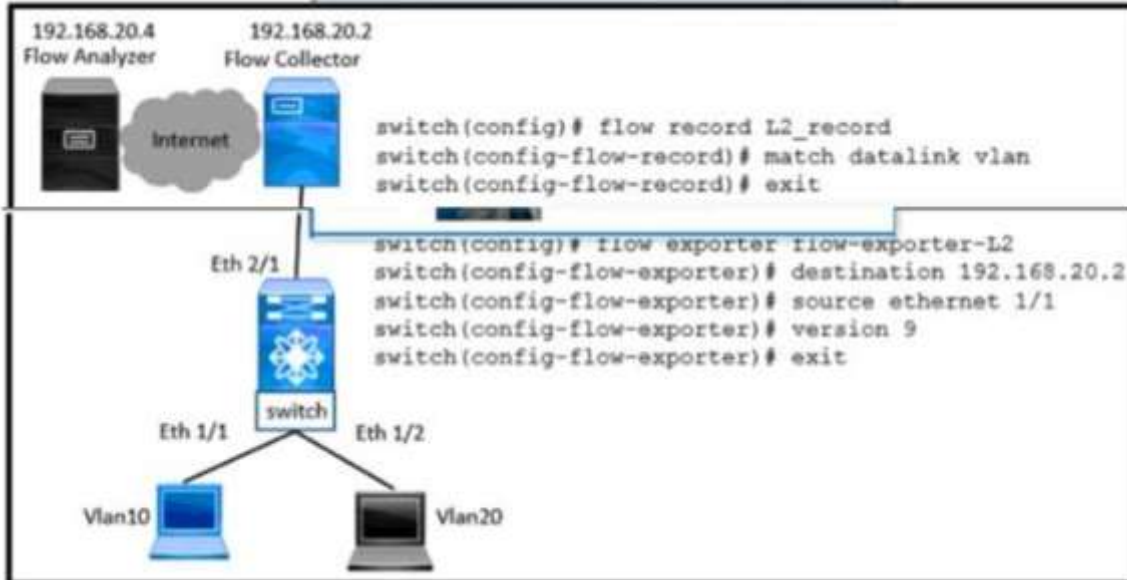 192.168.20.4
Flow Analyzer
192.168.20.2
Flow Collector
Internet
switch(config)# flow record L2_record
switch(config-flow-record)# match datalink vlan
switch(config-flow-record)# exit
switch(config)# flow exporter flow-exporter-L2
switch(config-flow-exporter)# destination 192.168.20.2
switch(config-flow-exporter)# source ethernet 1/1
switch(config-flow-exporter)# version 9
switch(config-flow-exporter)# exit
Eth 2/1
switch
Eth 1/1
Eth 1/2
Vlan10
Vlan20